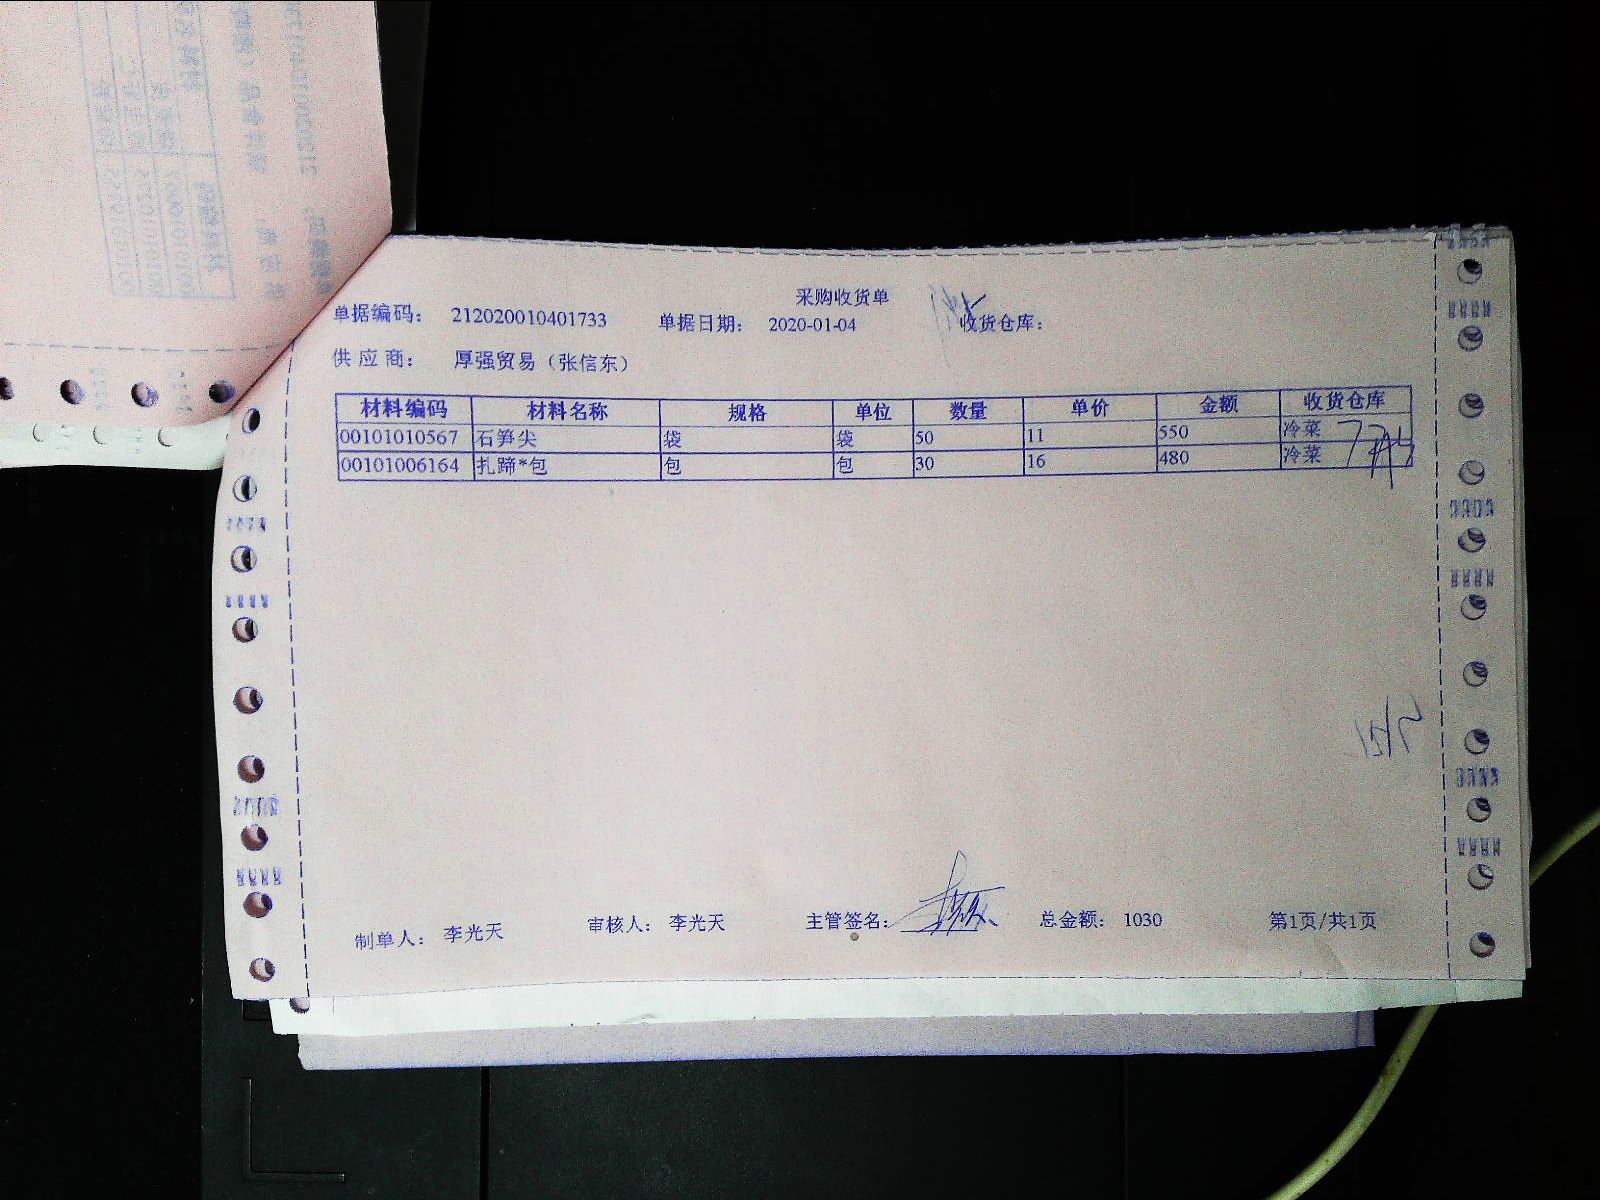 采购收货单
单据编码： 212020010401733 单据日期： 2020-01-04 收货仓库：
供 应 商： 厚强贸易（张信东）
材料编码 材料名称 规格 单位 数量 单价 金额 收货仓库
00101010567 石笋尖 袋 袋 50 11 550 冷菜
00101006164 扎蹄*包 包 包 30 16 480 冷菜
制单人： 李光天 审核人： 李光天 主管签名： 总金额： 1030 第1页/共1页